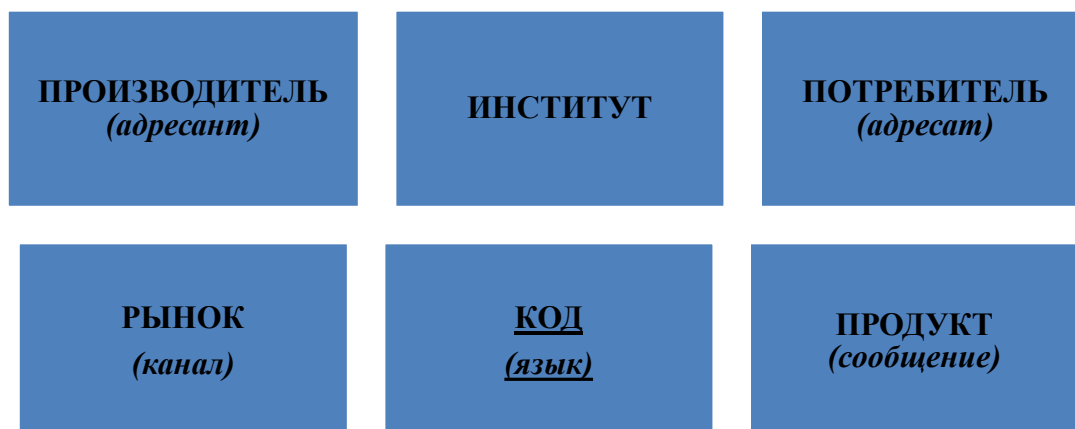 ПРОИЗВОДИТЕЛЬ
(адресант)
ИНСТИТУТ
ПОТРЕБИТЕЛЬ
(адресат)
РЫНОК
(канал)
КОД
(язык)
ПРОДУКТ
(сообщение)